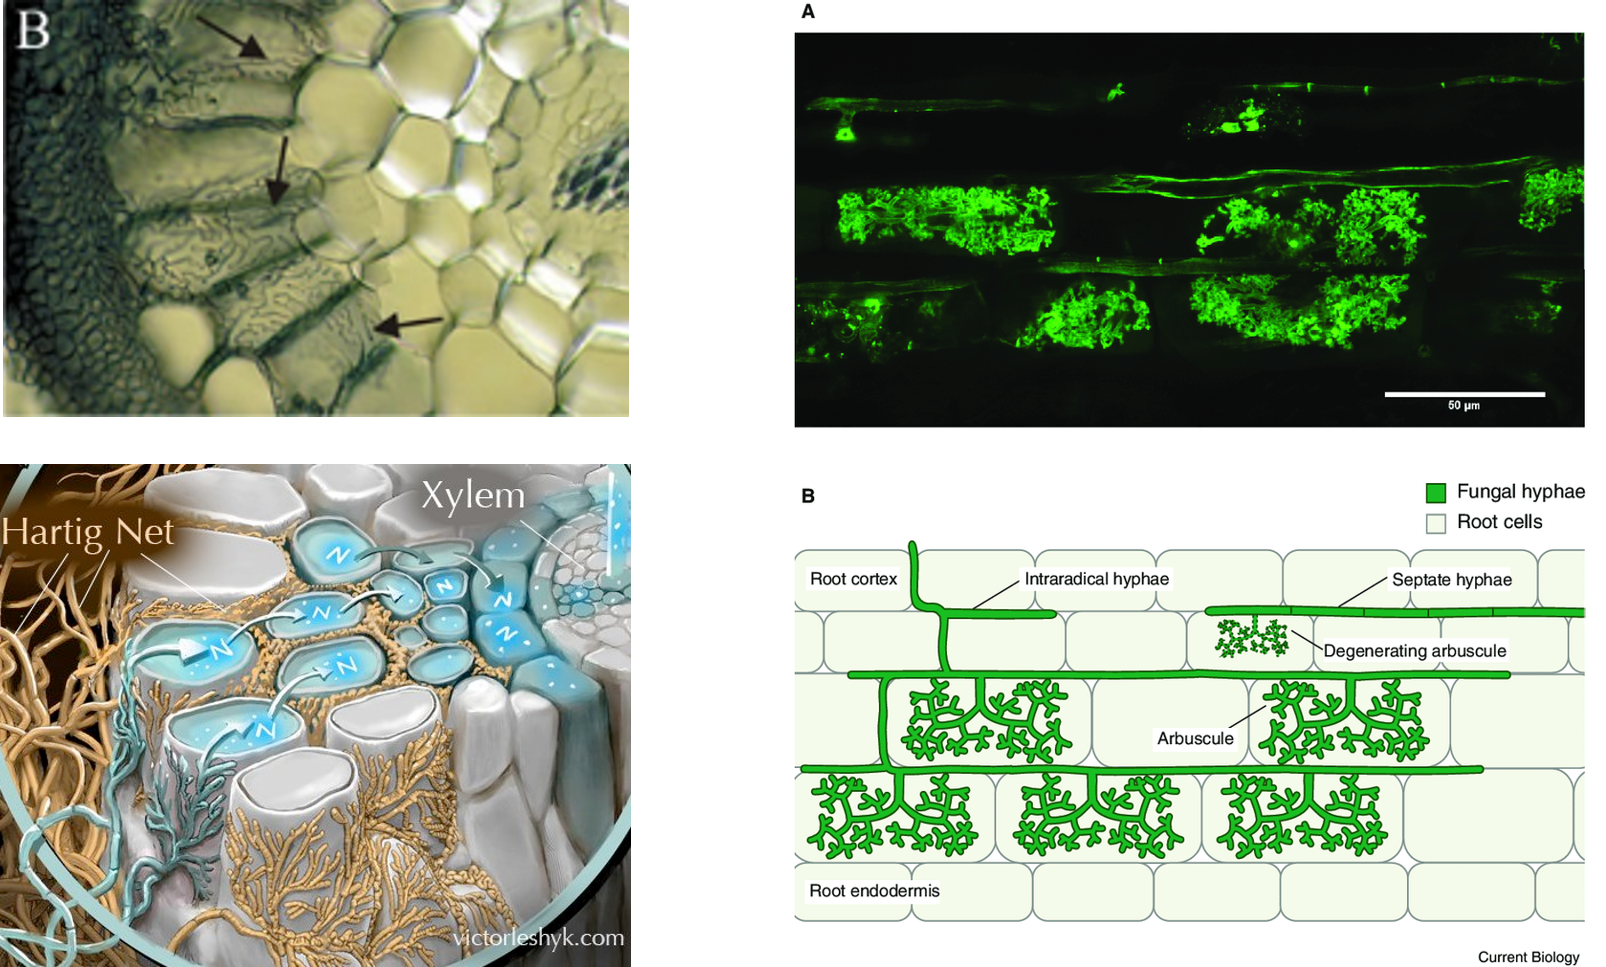 B
A
50 µm
Hartig Net
Xylem
N
N
N
N
N
N
N
victorleshyk.com
B
Fungal hyphae
Root cells
Root cortex
Intraradical hyphae
Septate hyphae
Degenerating arbuscule
Arbuscule
Root endodermis
Current Biology